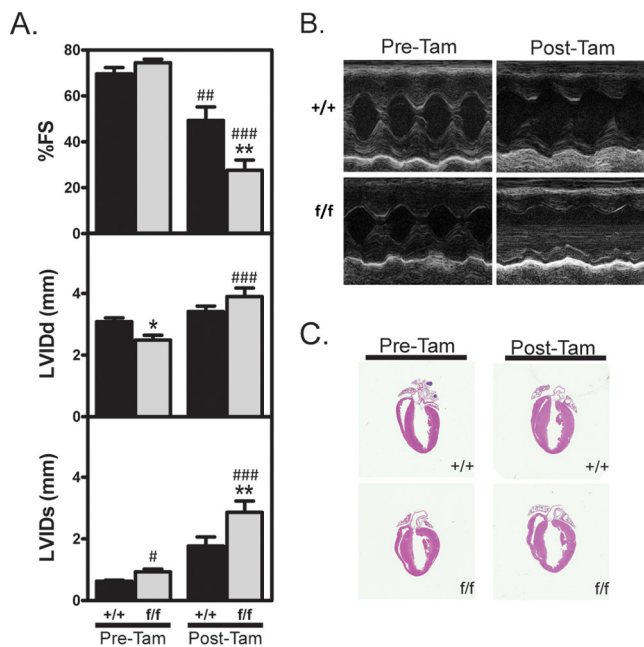 A.
80
60
40
20
0
%FS
##
###
**
4
2
0
LVIDd (mm)
*
###
4
2
0
LVIDs (mm)
#
###
**
+/+ f/f +/+ f/f
Pre-Tam Post-Tam
B.
Pre-Tam Post-Tam
+/+
f/f
C.
Pre-Tam Post-Tam
+/+ +/+
f/f f/f